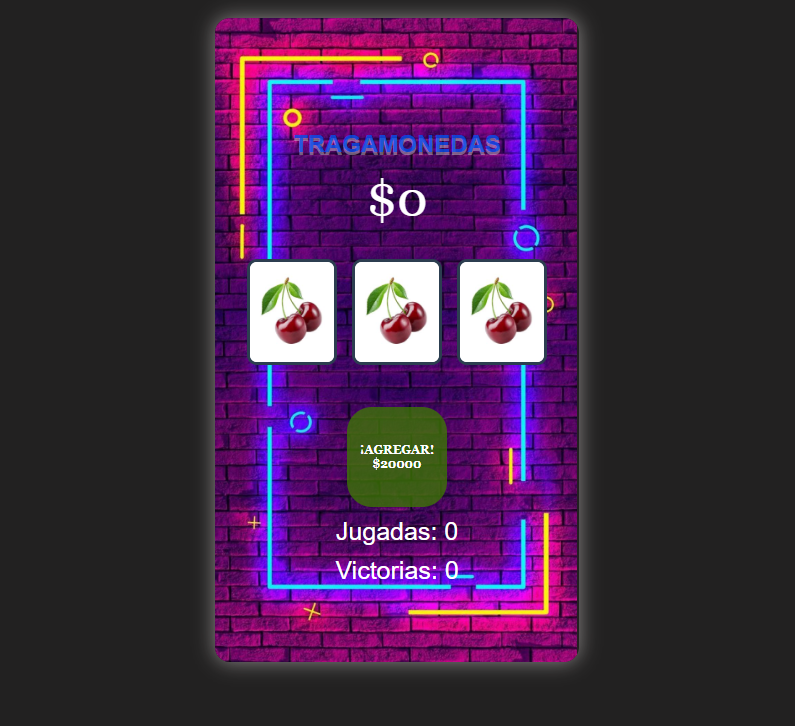 TRAGAMONEDAS
$0
¡AGREGAR!
$20000
Jugadas: 0
Victorias: 0